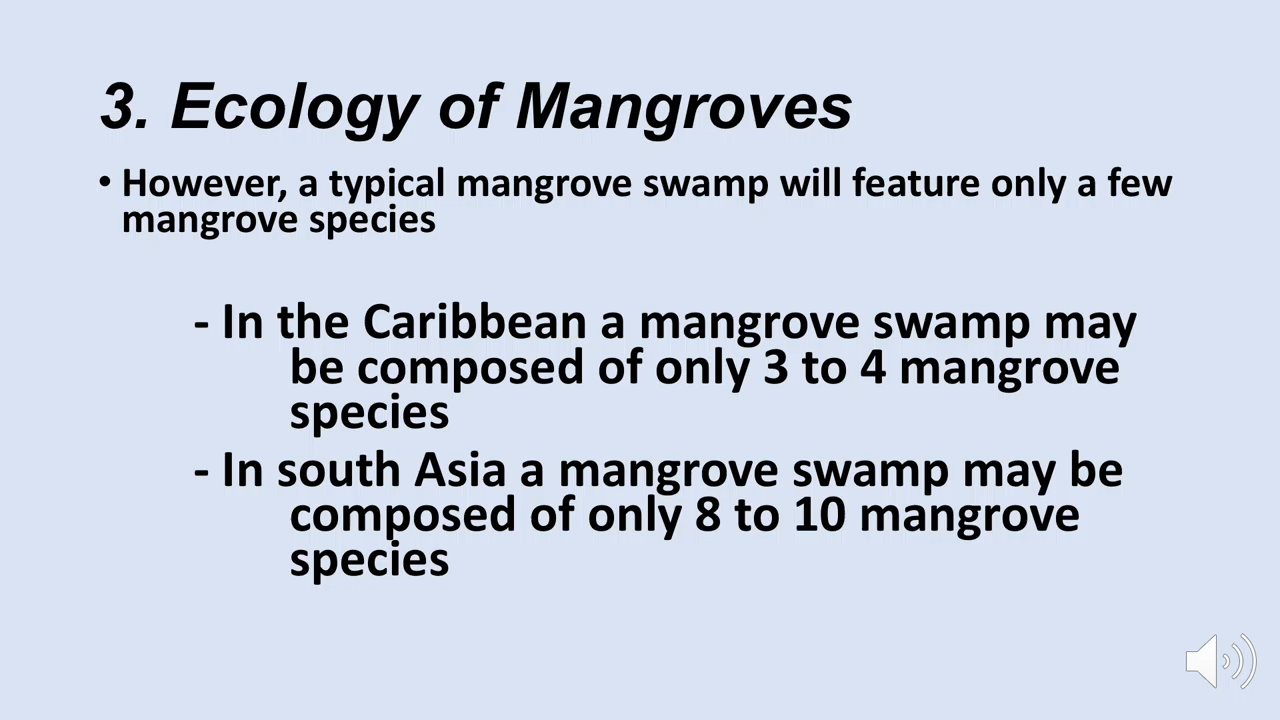 3. Ecology of Mangroves
• However, a typical mangrove swamp will feature only a few
mangrove species
- In the Caribbean a mangrove swamp may
be composed of only 3 to 4 mangrove
species
- In south Asia a mangrove swamp may be
composed of only 8 to 10 mangrove
species